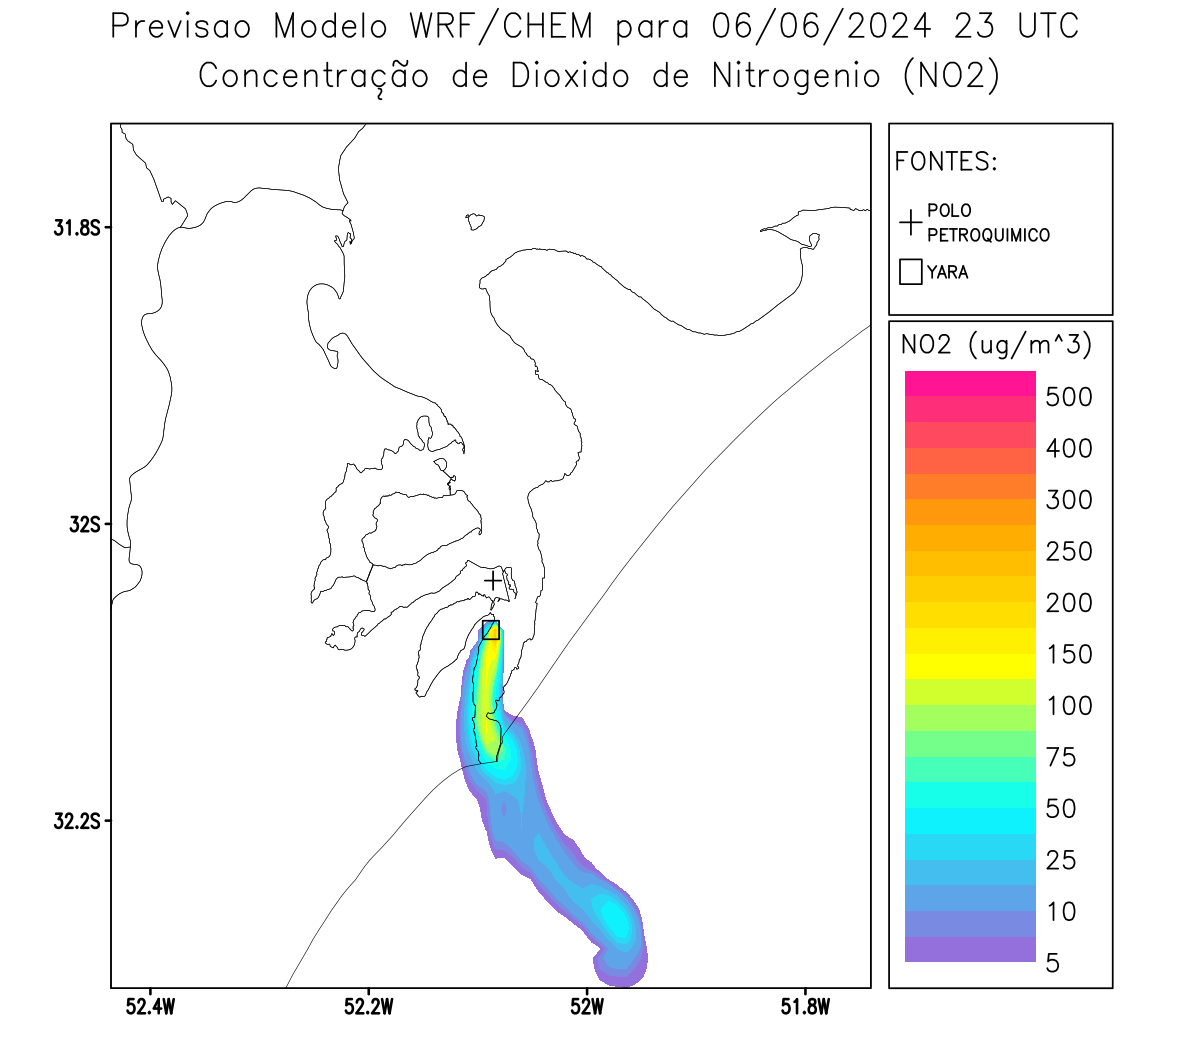 Previsao Modelo WRF/CHEM para 06/06/2024 23 UTC
Concentração de Dioxido de Nitrogenio (NO2)
FONTES:
POLO
PETROQUIMICO
YARA
NO2 (ug/m^3)
500
400
300
250
200
150
100
75
50
25
10
5
31.8S
32S
32.2S
52.4W
52.2W
52W
51.8W